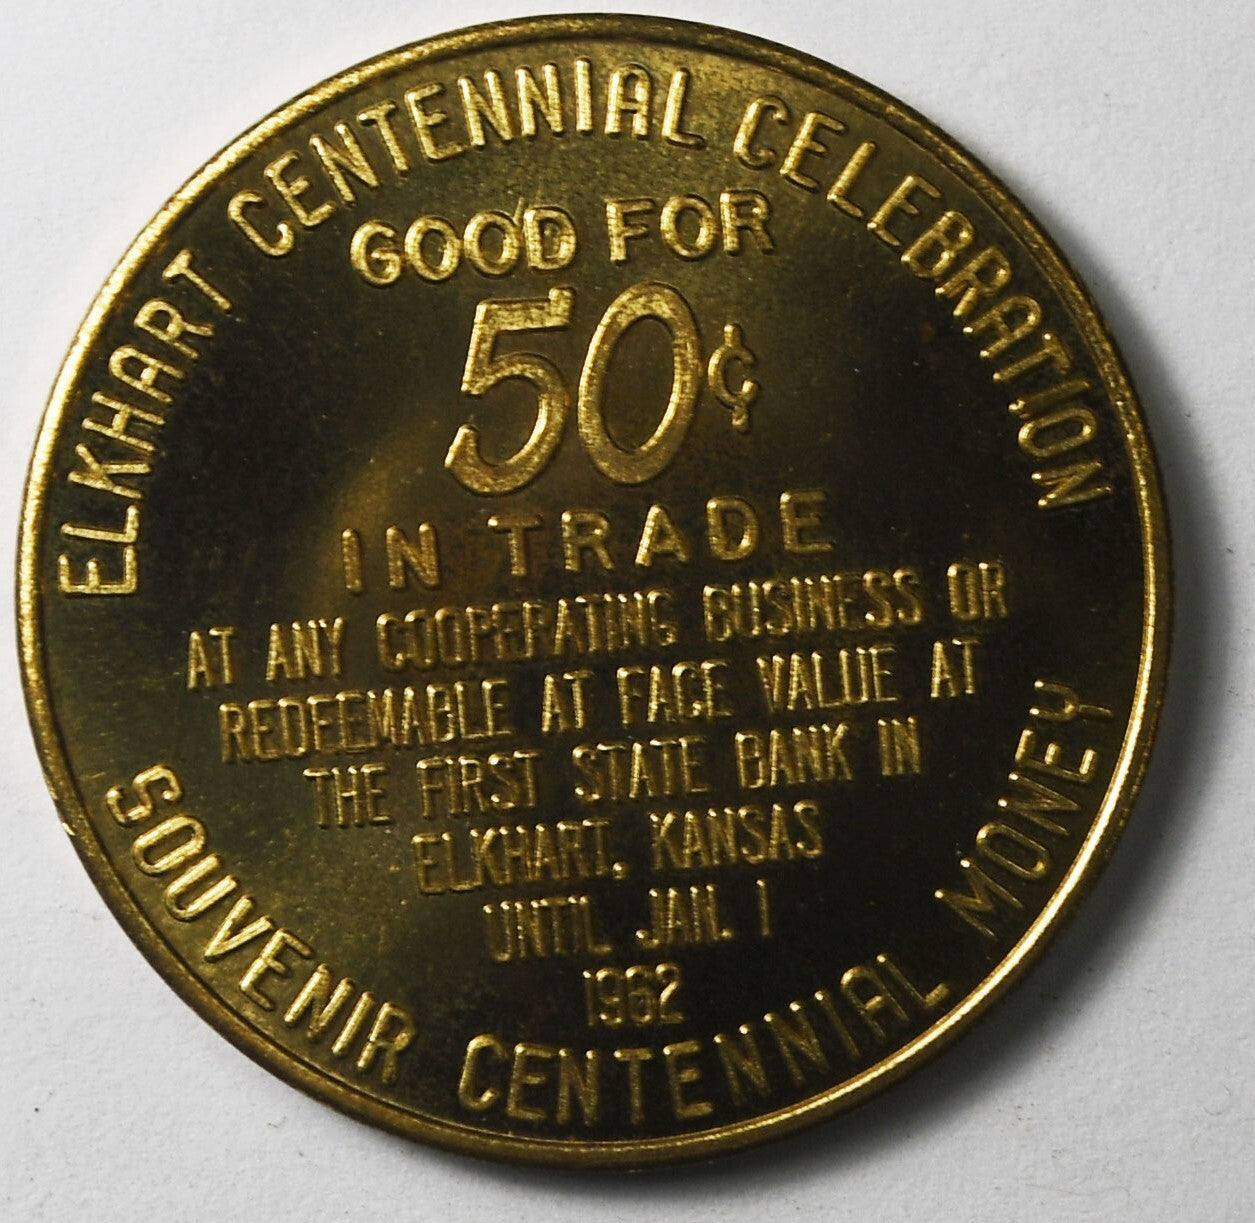 ELKHART CENTENNIAL CELEBRATION
GOOD FOR
50¢
IN TRADE
AT ANY COOPERATING BUSINESS OR
REDEEMABLE AT FACE VALUE AT
THE FIRST STATE BANK IN
ELKHART, KANSAS
UNTIL JAN. 1
1962
SOUVENIR CENTENNIAL MONEY